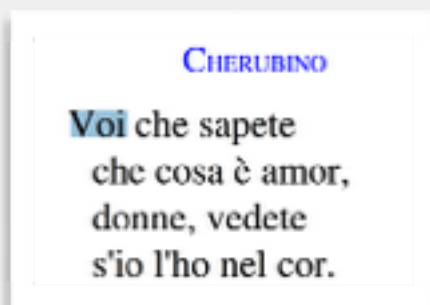 CHERUBINO
Voi che sapete
che cosa è amor,
donne, vedete
s'io l'ho nel cor.